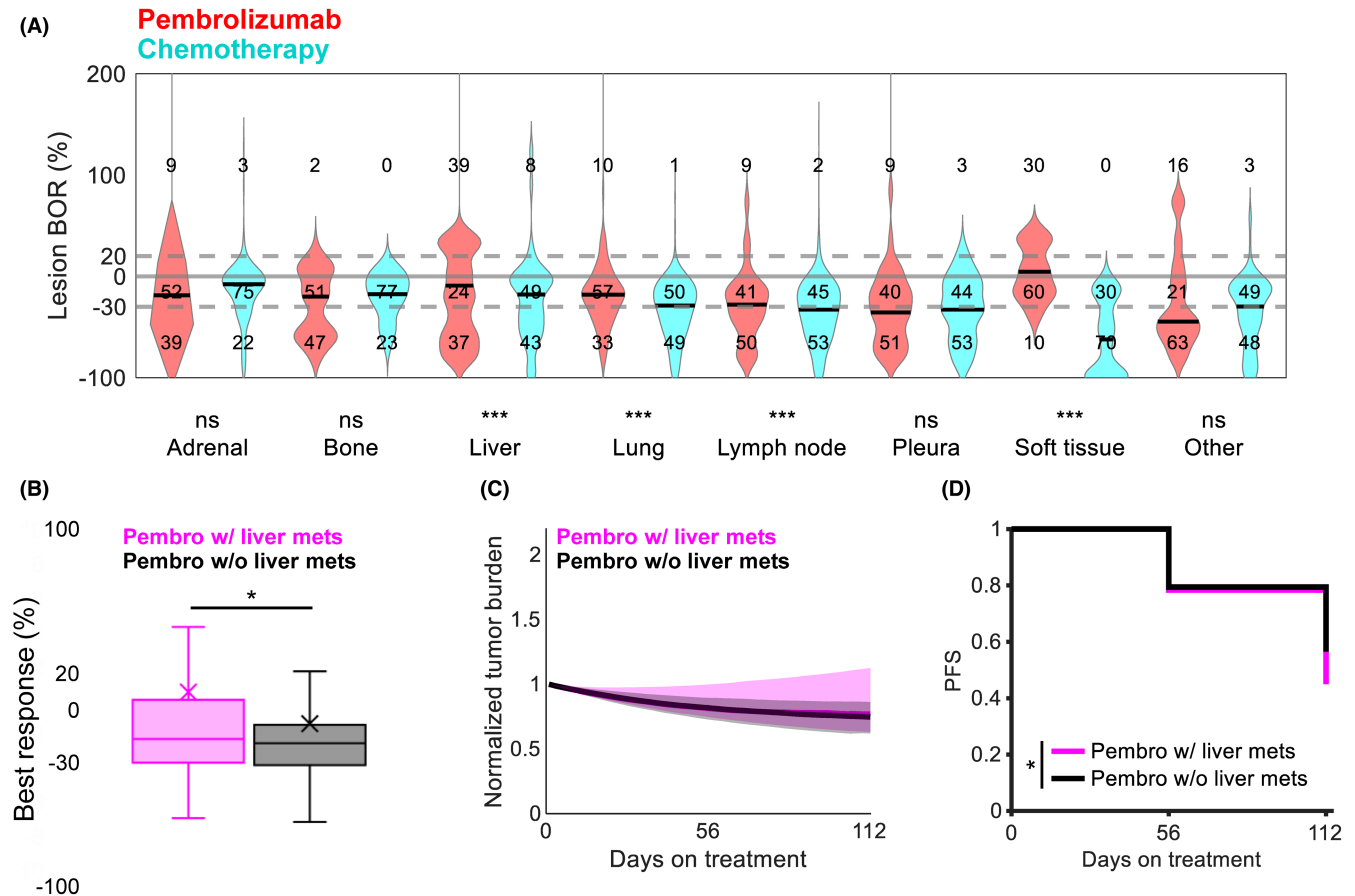 (A)
Pembrolizumab
Chemotherapy
Lesion BOR (%)
200
100
20
0
-30
-100
9 3 2 0 39 8 10 1 9 2 9 3 30 0 16 3
52 75 51 77 24 49 57 50 41 45 40 44 60 30 21 49
39 22 47 23 37 43 33 49 50 53 51 53 10 70 63 48
ns ns *** *** *** ns *** ns
Adrenal Bone Liver Lung Lymph node Pleura Soft tissue Other
(B)
Pembro w/ liver mets
Pembro w/o liver mets
*
Best response (%)
100
20
0
-30
-100
(C)
Pembro w/ liver mets
Pembro w/o liver mets
Normalized tumor burden
2
1.5
1
0.5
0
0 56 112
Days on treatment
(D)
PFS
1
0.8
0.6
0.4
0.2
0
* Pembro w/ liver mets
Pembro w/o liver mets
0 56 112
Days on treatment